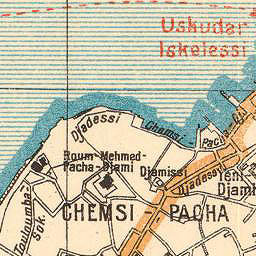 Uskudar
Iskelessi
Djadessi
Chemsi
Pacha
Roum-Mehmed-
Pacha-Djami
Djamissi
Djadessi
Yeni
Djami
CHEMSI - PACHA
Sok.